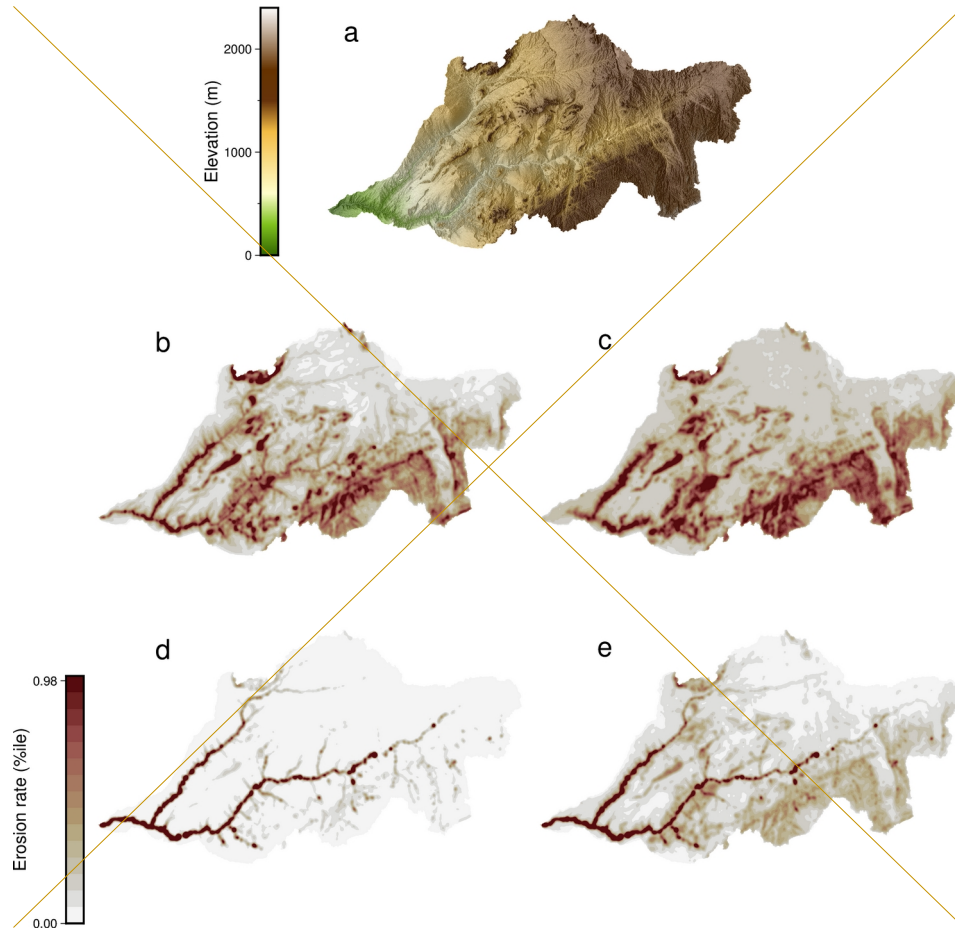 a
2000
Elevation (m)
1000
0
b
c
d
e
0.98
Erosion rate (%ile)
0.00